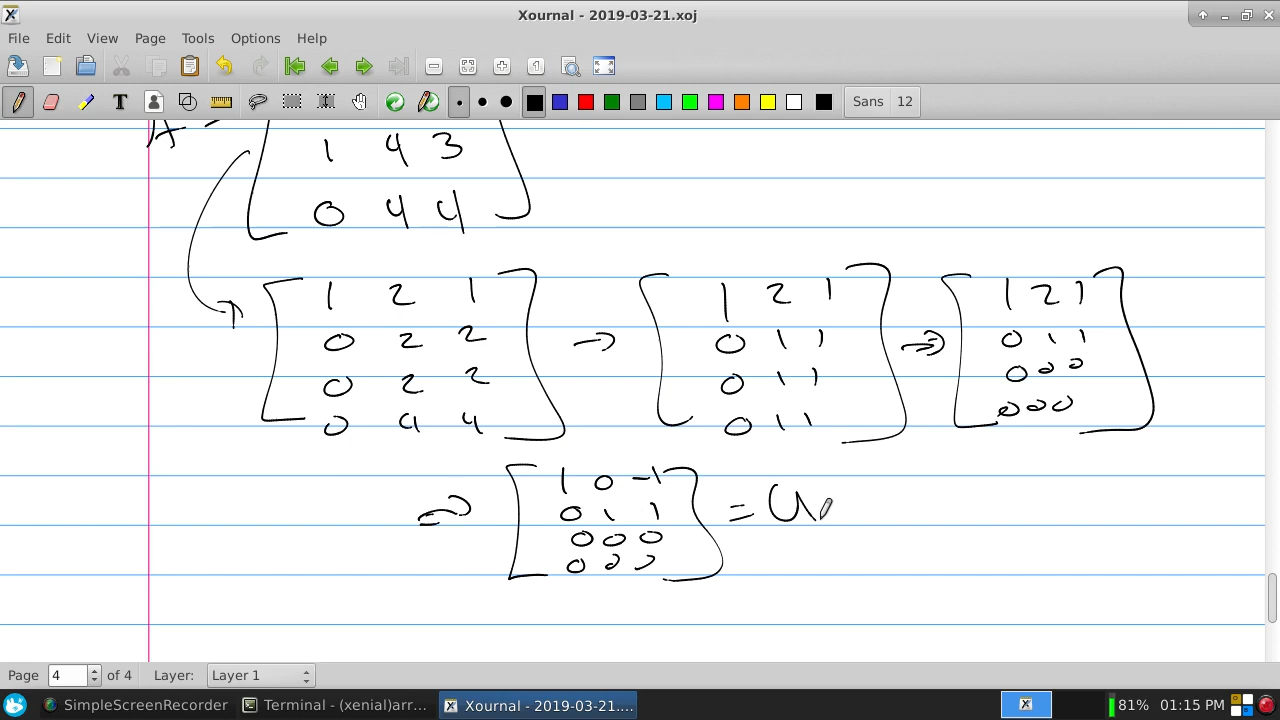 Xournal - 2019-03-21.xoj
File Edit View Page Tools Options Help
Sans 12
A =
1 4 3
0 4 4
1 2 1 → 1 2 1 ⇒ 1 2 1
0 2 2 0 1 1 0 1 1
0 2 2 0 1 1 0 0 0
0 4 4 0 1 1 0 0 0
⇒ 1 0 -1
0 1 1 = U
0 0 0
0 0 0
Page 4 of 4 Layer: Layer 1
SimpleScreenRecorder Terminal - (xenial)arr... Xournal - 2019-03-21.... 81% 01:15 PM